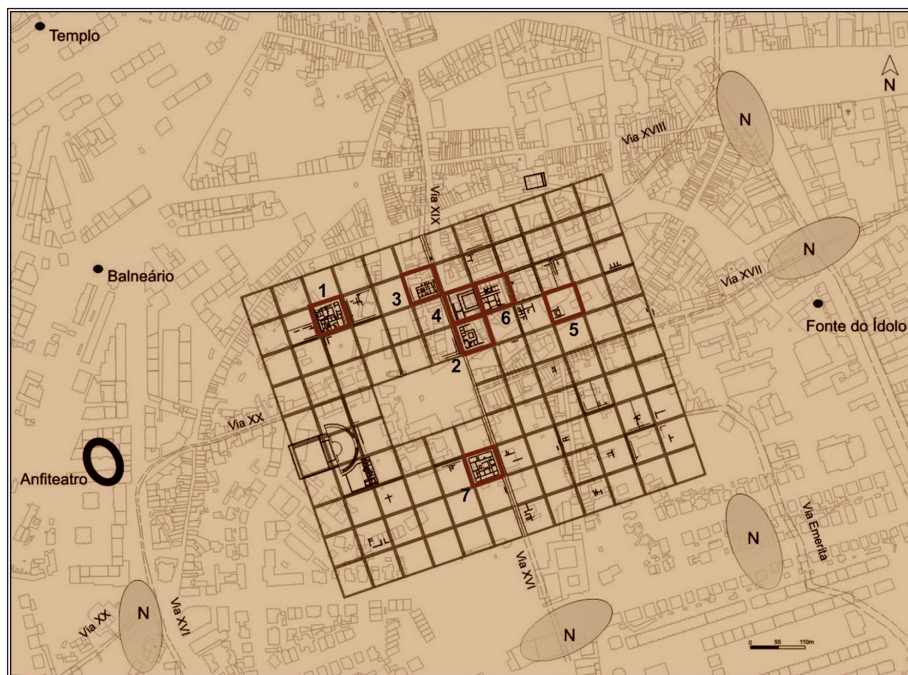 Templo
N
Via XVIII
N
Via XIX
Via XVII
N
Balneário
1
3
4
6
5
Fonte do Ídolo
2
Via XX
Anfiteatro
7
Via XVI
Via Emerita
N
Via XX
Via XVI
N
N
0 55 110m